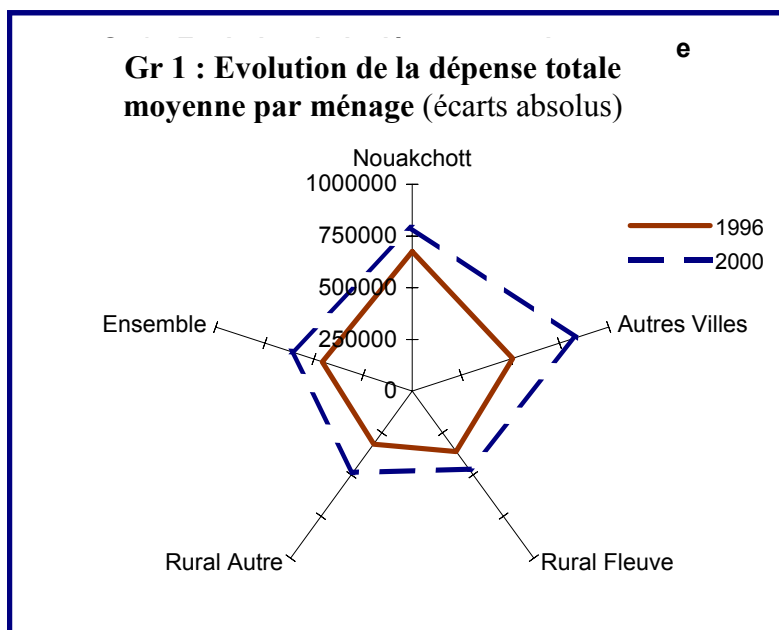 e
Gr 1 : Evolution de la dépense totale
moyenne par ménage (écarts absolus)
Nouakchott
1000000
750000
500000
250000
0
1996
2000
Ensemble
Autres Villes
Rural Autre
Rural Fleuve